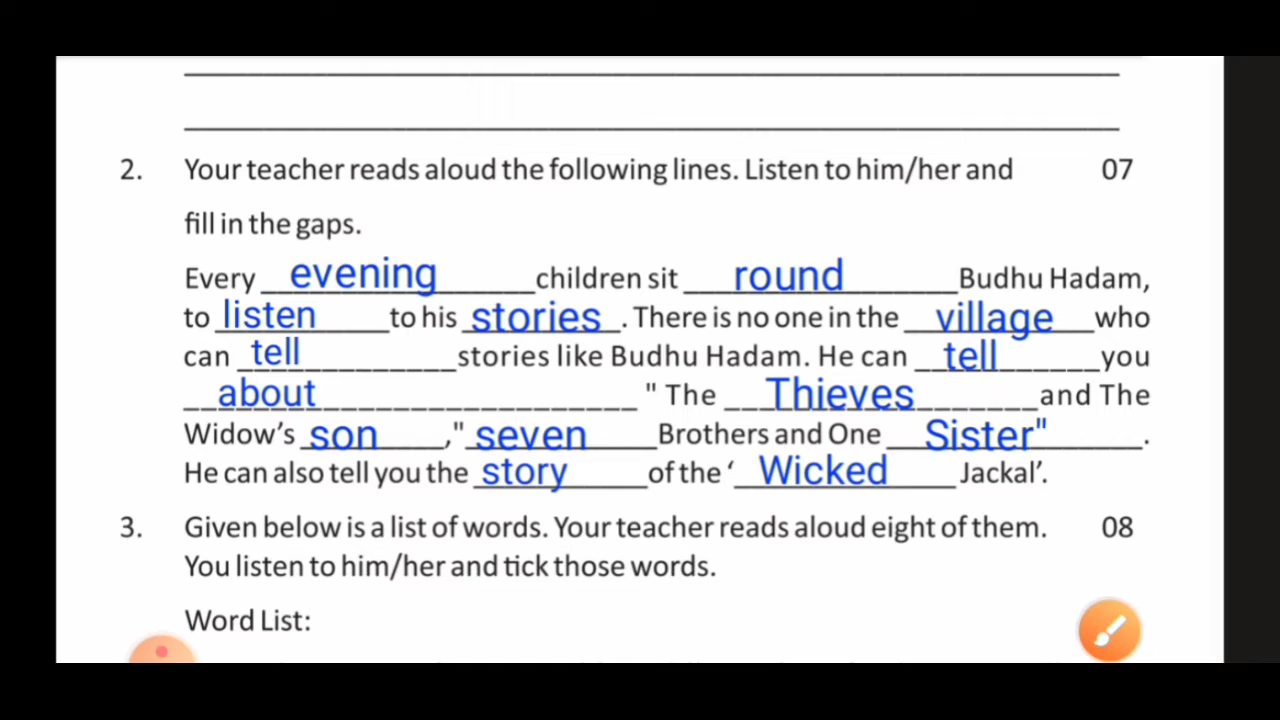 2. Your teacher reads aloud the following lines. Listen to him/her and 07
fill in the gaps.
Every evening children sit round Budhu Hadam,
to listen to his stories. There is no one in the village who
can tell stories like Budhu Hadam. He can tell you
about " The Thieves and The
Widow's son," seven Brothers and One Sister".
He can also tell you the story of the ‘Wicked Jackal’.
3. Given below is a list of words. Your teacher reads aloud eight of them. 08
You listen to him/her and tick those words.
Word List: